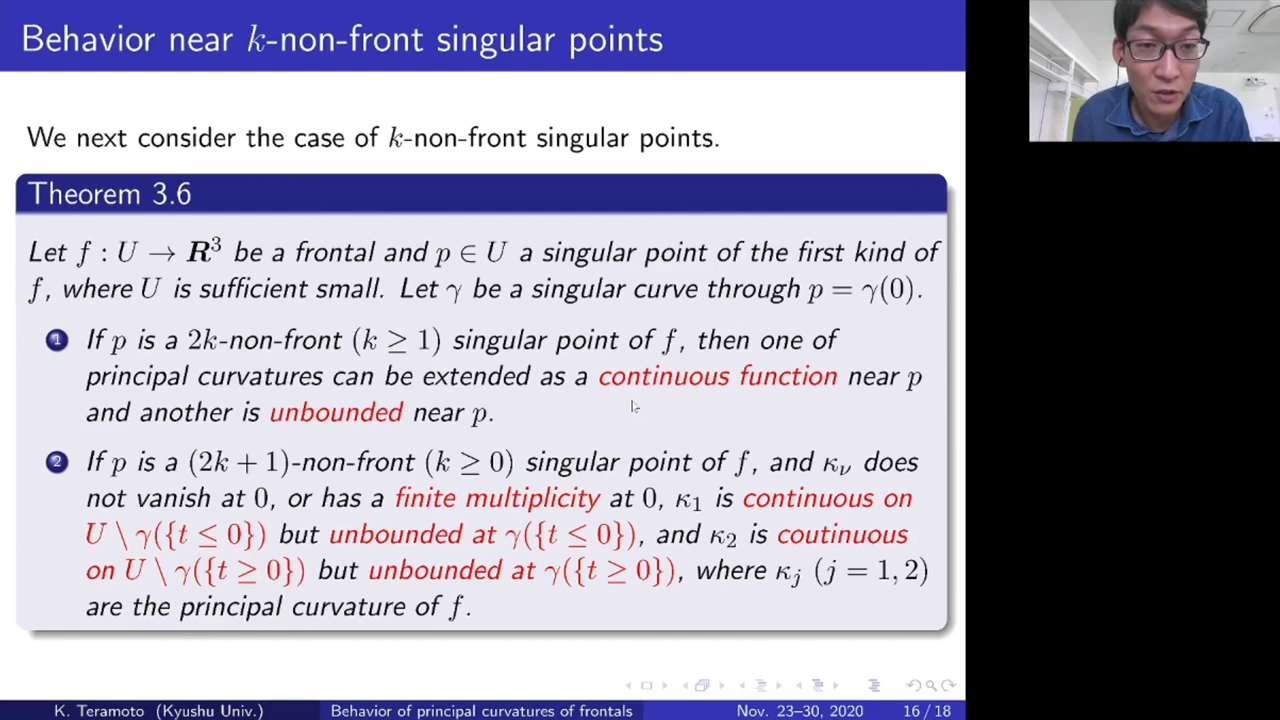 Behavior near k-non-front singular points
We next consider the case of k-non-front singular points.
Theorem 3.6
Let f : U → R³ be a frontal and p ∈ U a singular point of the first kind of
f, where U is sufficient small. Let γ be a singular curve through p = γ(0).
1 If p is a 2k-non-front (k ≥ 1) singular point of f, then one of
principal curvatures can be extended as a continuous function near p
and another is unbounded near p.
2 If p is a (2k + 1)-non-front (k ≥ 0) singular point of f, and κ_ν does
not vanish at 0, or has a finite multiplicity at 0, κ₁ is continuous on
U \ γ({t ≤ 0}) but unbounded at γ({t ≤ 0}), and κ₂ is coutinuous
on U \ γ({t ≥ 0}) but unbounded at γ({t ≥ 0}), where κ_j (j = 1, 2)
are the principal curvature of f.
K. Teramoto (Kyushu Univ.) Behavior of principal curvatures of frontals Nov. 23–30, 2020 16 / 18